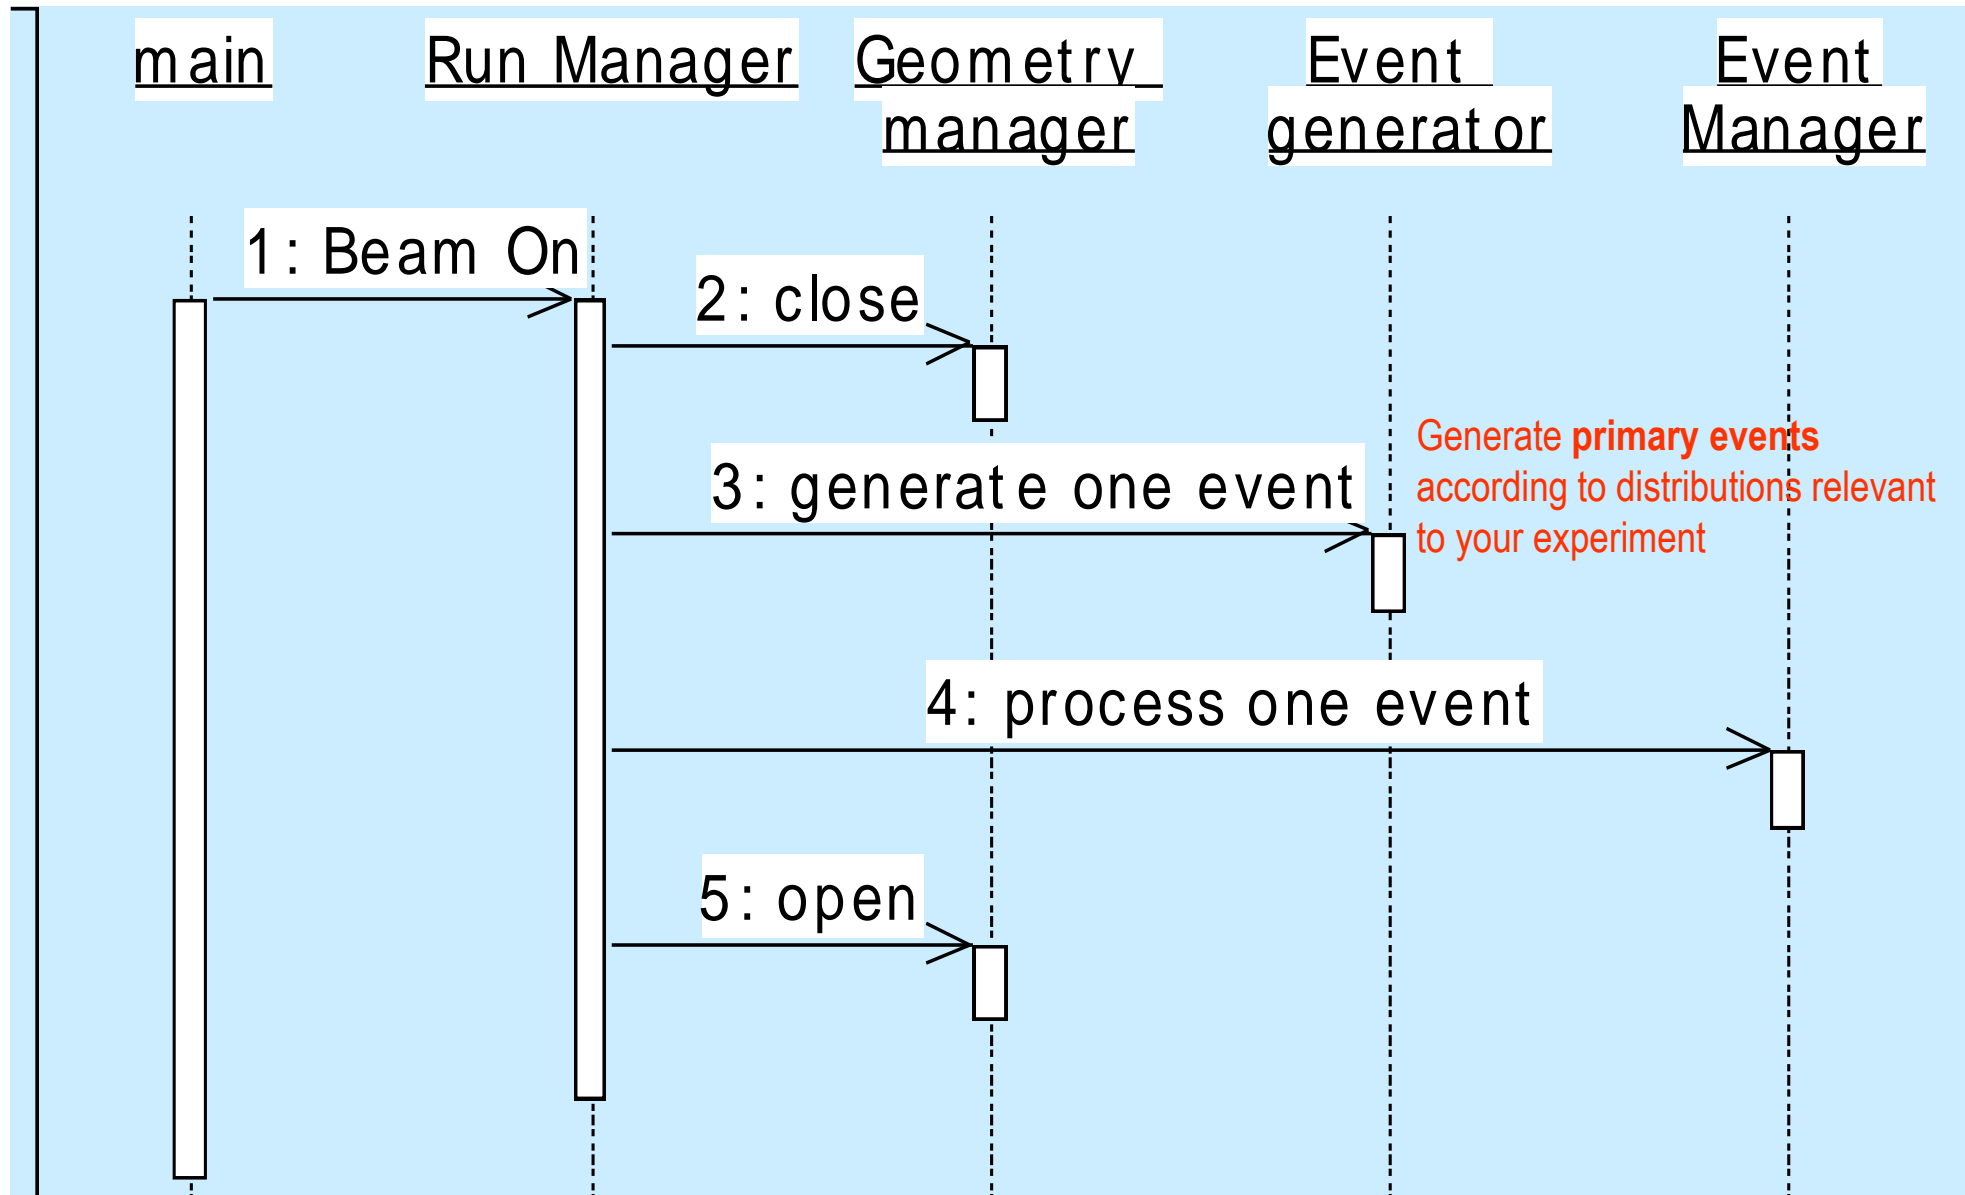 main
Run Manager
Geometry
manager
Event
generator
Event
Manager
1: Beam On
2: close
3: generate one event
Generate primary events
according to distributions relevant
to your experiment
4: process one event
5: open